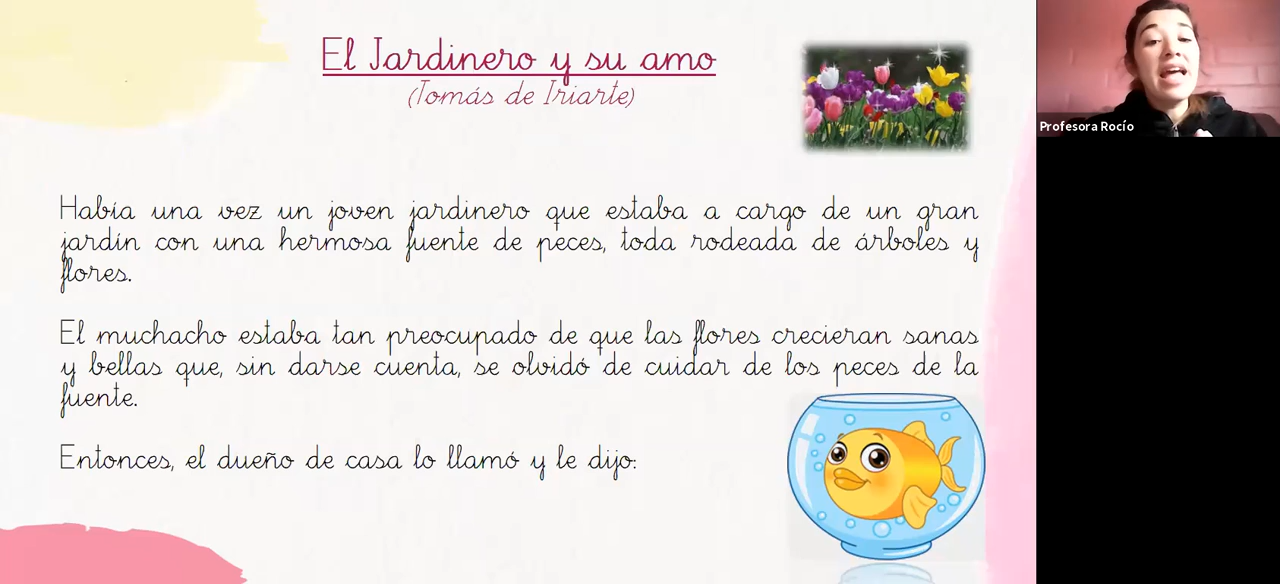 El Jardinero y su amo
(Tomás de Iriarte)
Profesora Rocío
Había una vez un joven jardinero que estaba a cargo de un gran
jardín con una hermosa fuente de peces, toda rodeada de árboles y
flores.
El muchacho estaba tan preocupado de que las flores crecieran sanas
y bellas que, sin darse cuenta, se olvidó de cuidar de los peces de la
fuente.
Entonces, el dueño de casa lo llamó y le dijo: